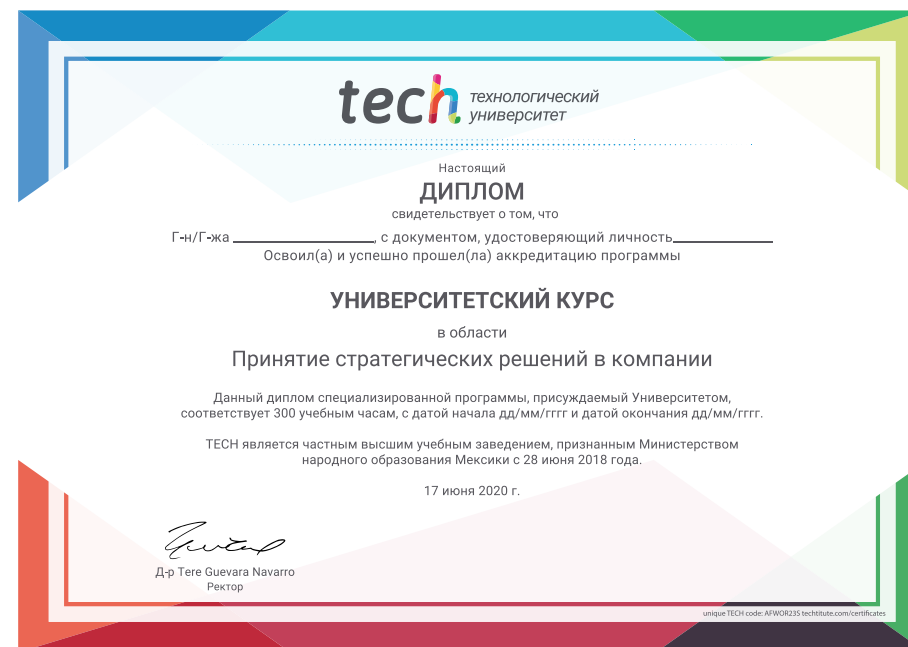 tech технологический университет
Настоящий
ДИПЛОМ
свидетельствует о том, что
Г-н/Г-жа ________________, с документом, удостоверяющий личность____________
Освоил(а) и успешно прошел(ла) аккредитацию программы
УНИВЕРСИТЕТСКИЙ КУРС
в области
Принятие стратегических решений в компании
Данный диплом специализированной программы, присуждаемый Университетом,
соответствует 300 учебным часам, с датой начала дд/мм/гггг и датой окончания дд/мм/гггг.
TECH является частным высшим учебным заведением, признанным Министерством
народного образования Мексики с 28 июня 2018 года.
17 июня 2020 г.
Д-р Tere Guevara Navarro
Ректор
unique TECH code: AFWOR23S techtitute.com/certificates